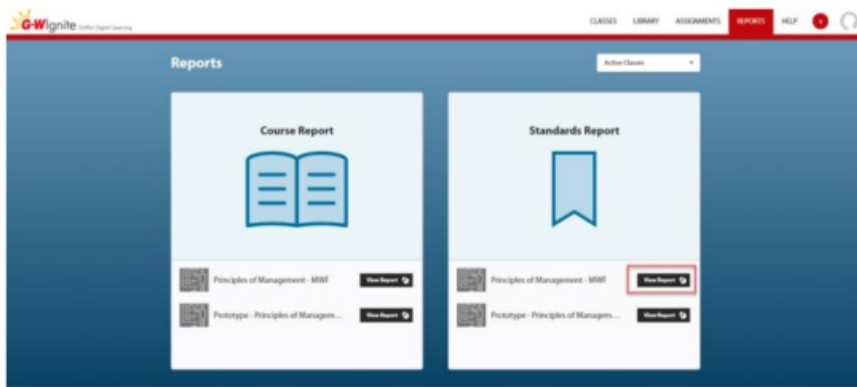 G-WIgnite
CLASSES LIBRARY ASSIGNMENTS REPORTS HELP
Reports
Active Classes
Course Report
Standards Report
Principles of Management - MWF View Report
Principles of Management - MWF View Report
Prototype - Principles of Managem... View Report
Prototype - Principles of Managem... View Report